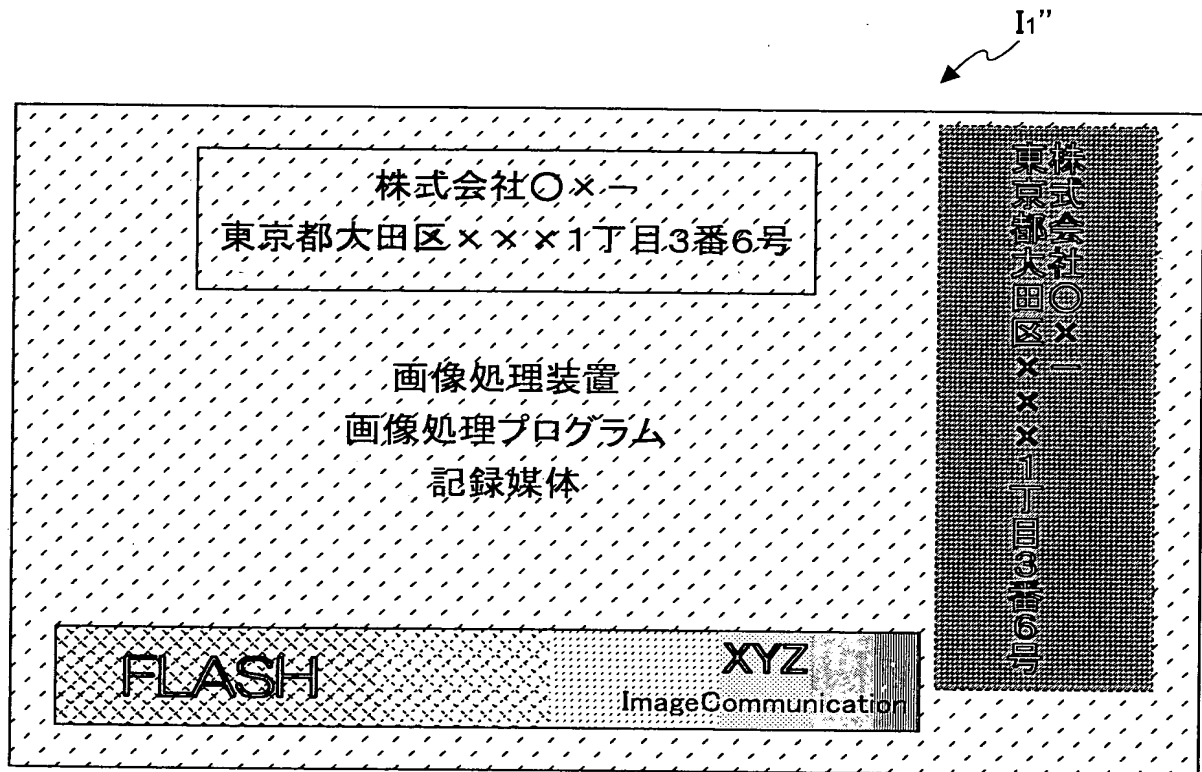 I1”
株式会社〇×ー
東京都大田区×××1丁目3番6号
株式会社〇×ー
東京都大田区×××1丁目3番6号
画像処理装置
画像処理プログラム
記録媒体
FLASH
XYZ
ImageCommunication